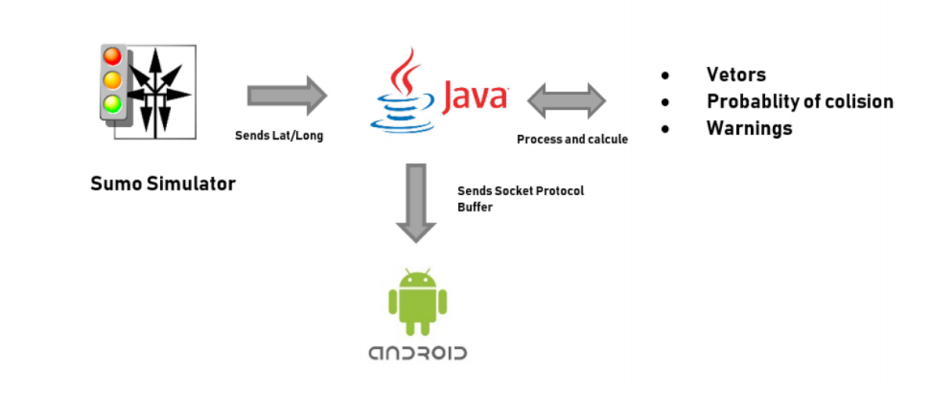 Sumo Simulator
Sends Lat/Long
Java
Process and calcule
• Vetors
• Probablity of colision
• Warnings
Sends Socket Protocol
Buffer
ANDROID